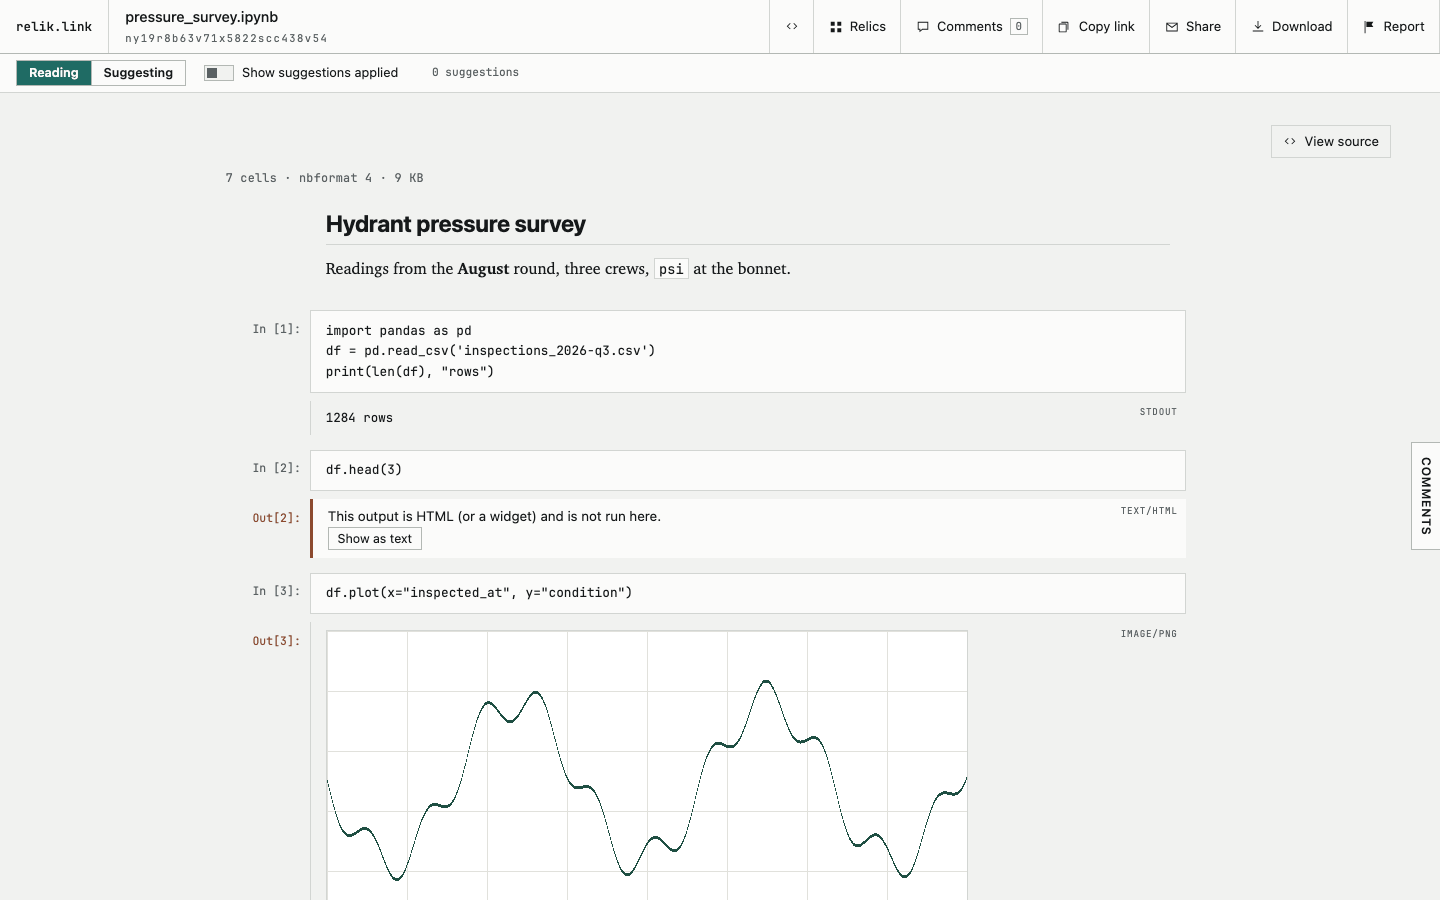 relik.link
pressure_survey.ipynb
ny19r8b63v71x5822scc438v54
Relics
Comments 0
Copy link
Share
Download
Report
Reading
Suggesting
Show suggestions applied
0 suggestions
View source
7 cells · nbformat 4 · 9 KB
Hydrant pressure survey
Readings from the August round, three crews, psi at the bonnet.
In [1]:
import pandas as pd
df = pd.read_csv('inspections_2026-q3.csv')
print(len(df), "rows")
1284 rows
STDOUT
In [2]:
df.head(3)
Out[2]:
This output is HTML (or a widget) and is not run here.
TEXT/HTML
Show as text
COMMENTS
In [3]:
df.plot(x="inspected_at", y="condition")
Out[3]:
IMAGE/PNG